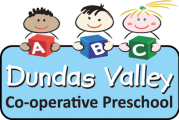 A B C
Dundas Valley
Co-operative Preschool